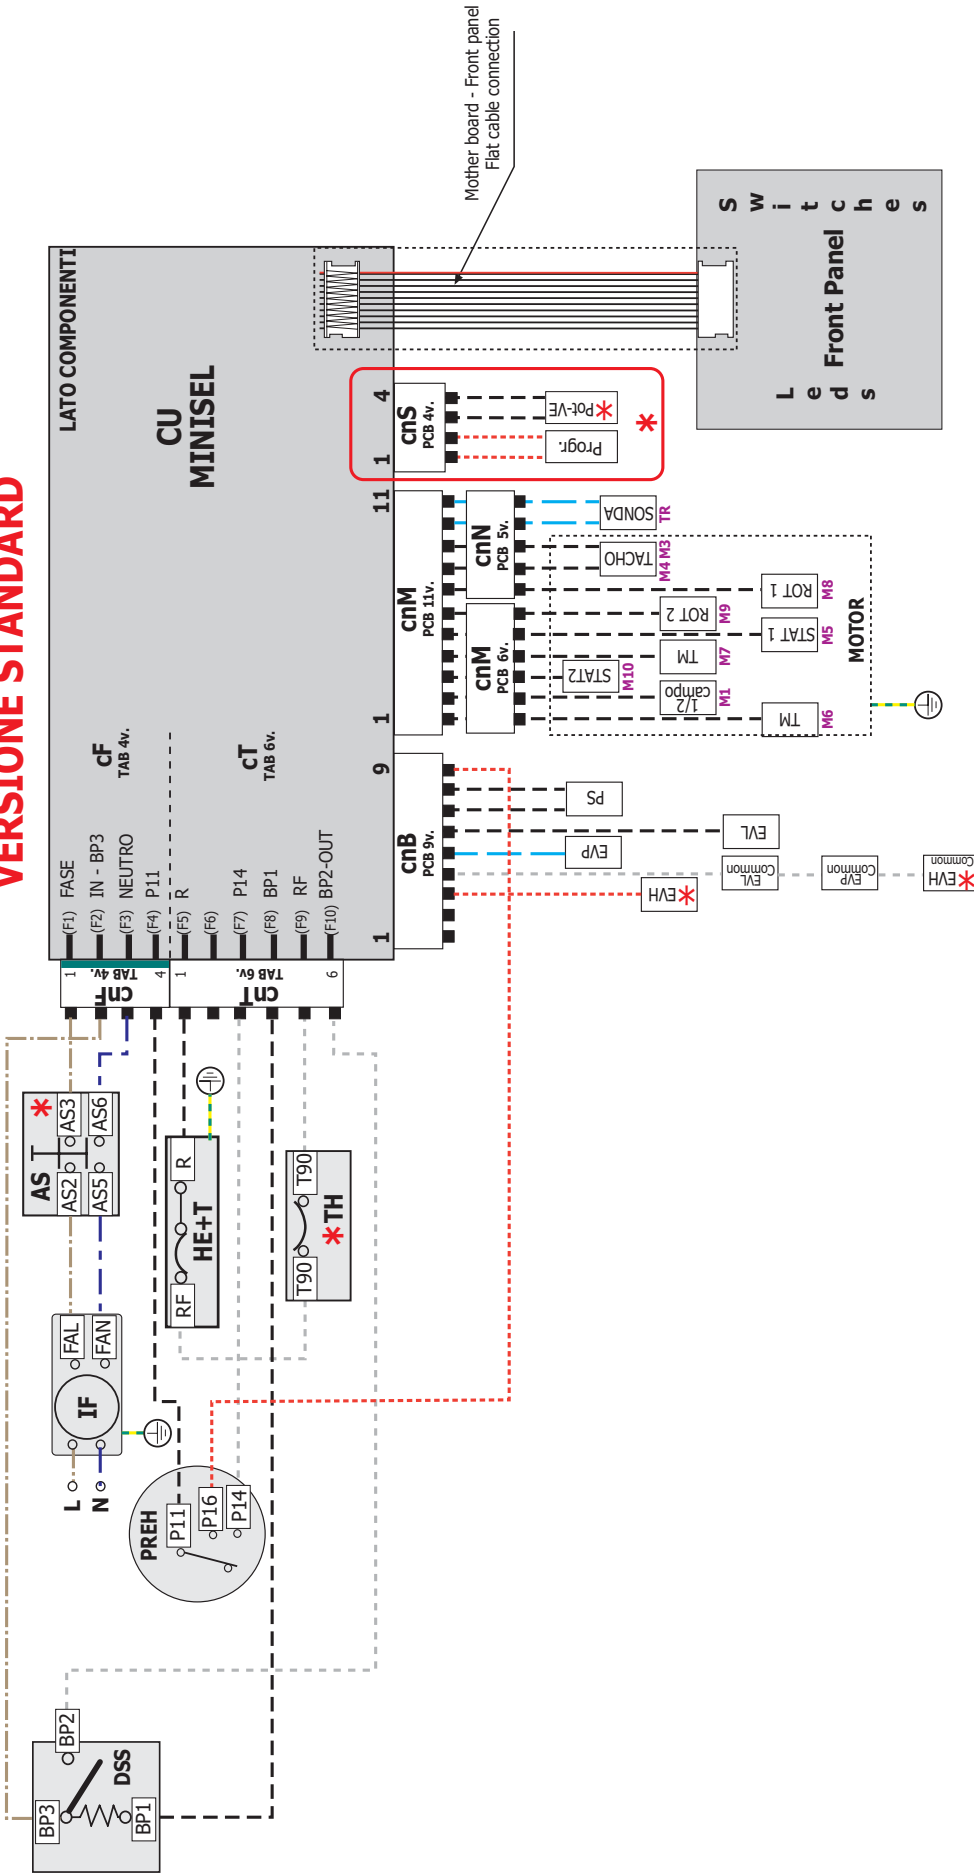 VERSIONE STANDARD
LATO COMPONENTI
CU
MINISEL
Mother board - Front panel
Flat cable connection
cF
TAB 4v.
cT
TAB 6v.
(F1) FASE
(F2) IN - BP3
(F3) NEUTRO
(F4) P11
(F5) R
(F6)
(F7) P14
(F8) BP1
(F9) RF
(F10) BP2-OUT
1
4
cnF
TAB 4v.
1
6
cnT
TAB 6v.
1
9
cnB
PCB 9v.
1
11
cnM
PCB 11v.
1
4
cnS
PCB 4v.
cnM
PCB 6v.
cnN
PCB 5v.
Progr.
*Pot-VE
*
SONDA
TR
TACHO
M4 M3
ROT 1
M8
ROT 2
M9
STAT 1
M5
TM
M7
STAT2
M10
1/2
campo
M1
TM
M6
MOTOR
PS
EVL
EVP
EVL
Common
EVP
Common
*EVH
Common
*EVH
Switches
Front Panel
Leds
AS
*
AS2
AS3
AS5
AS6
FAL
FAN
IF
L
N
R
RF
HE+T
T90
T90
*TH
PREH
P11
P16
P14
BP2
BP3
BP1
DSS